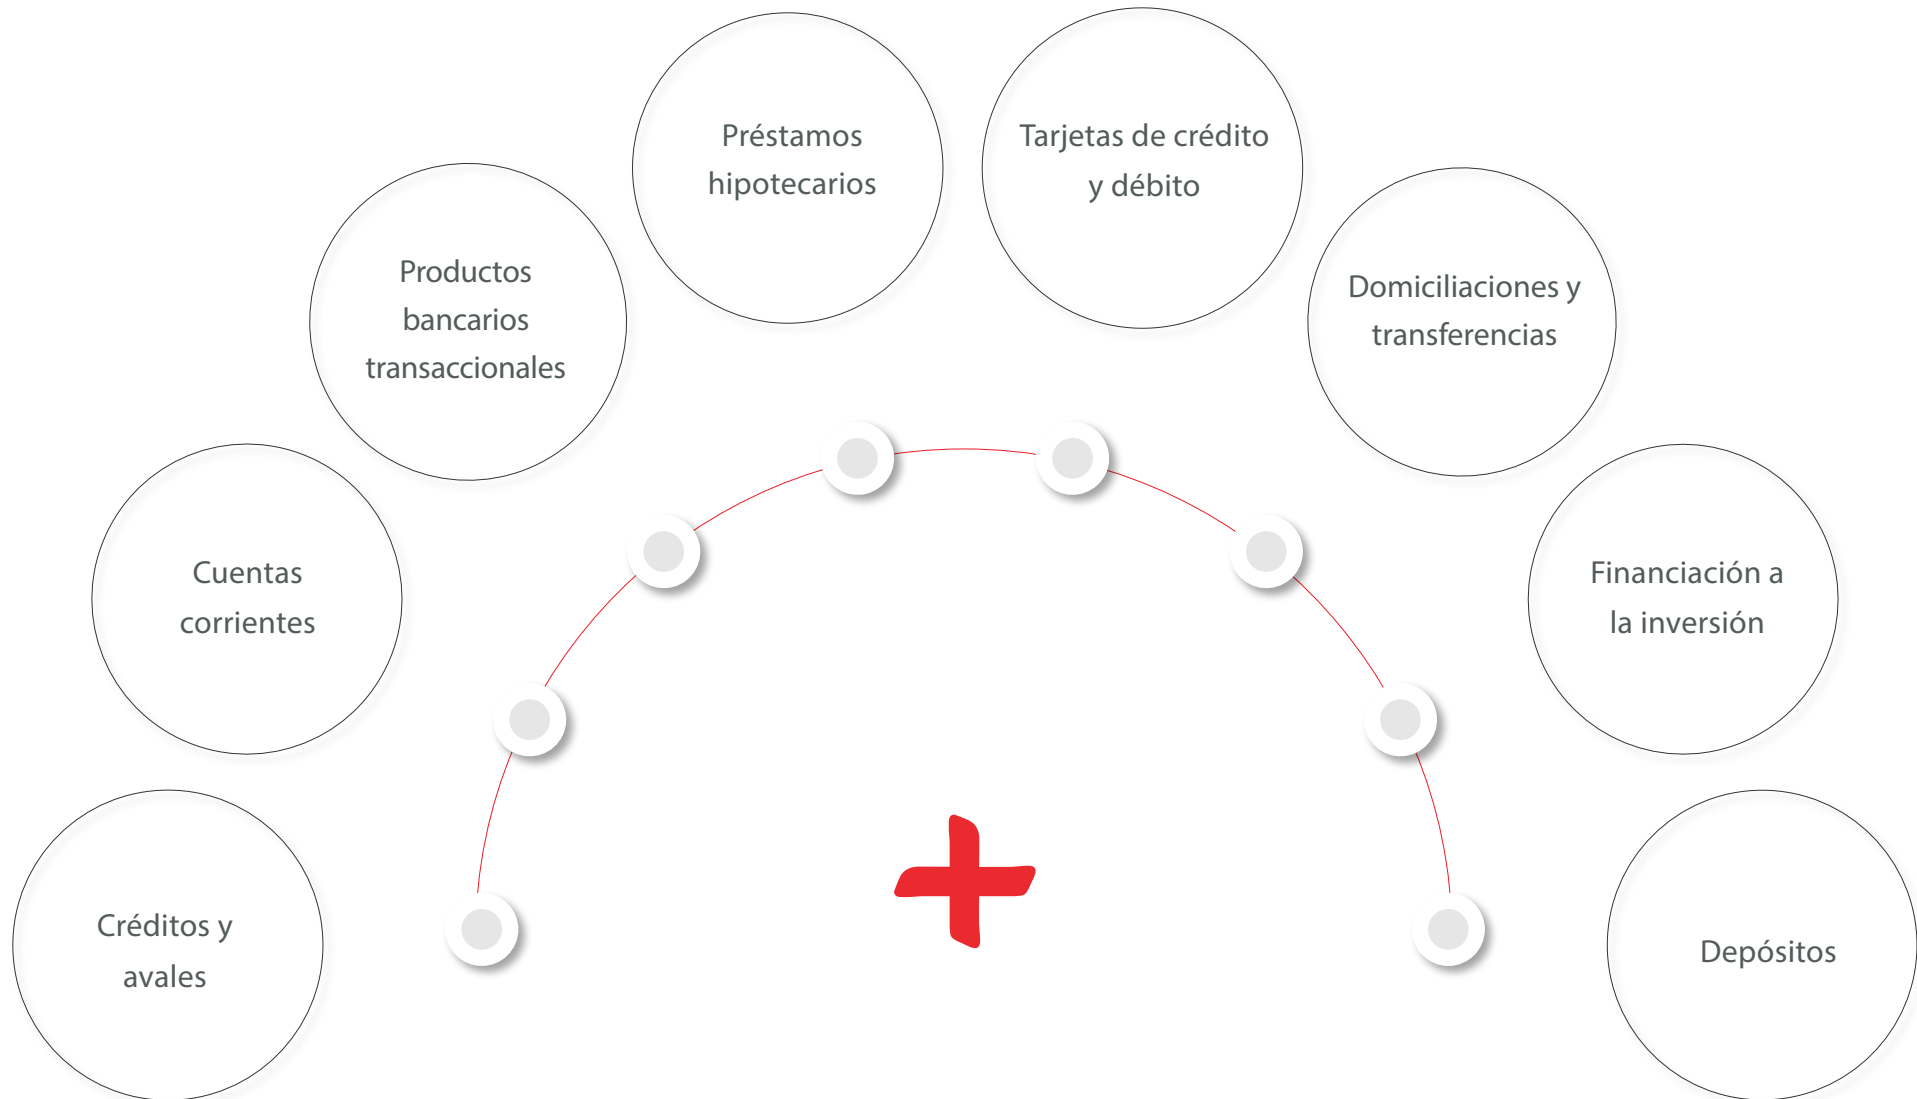 Créditos y
avales
Cuentas
corrientes
Productos
bancarios
transaccionales
Préstamos
hipotecarios
Tarjetas de crédito
y débito
Domiciliaciones y
transferencias
Financiación a
la inversión
Depósitos